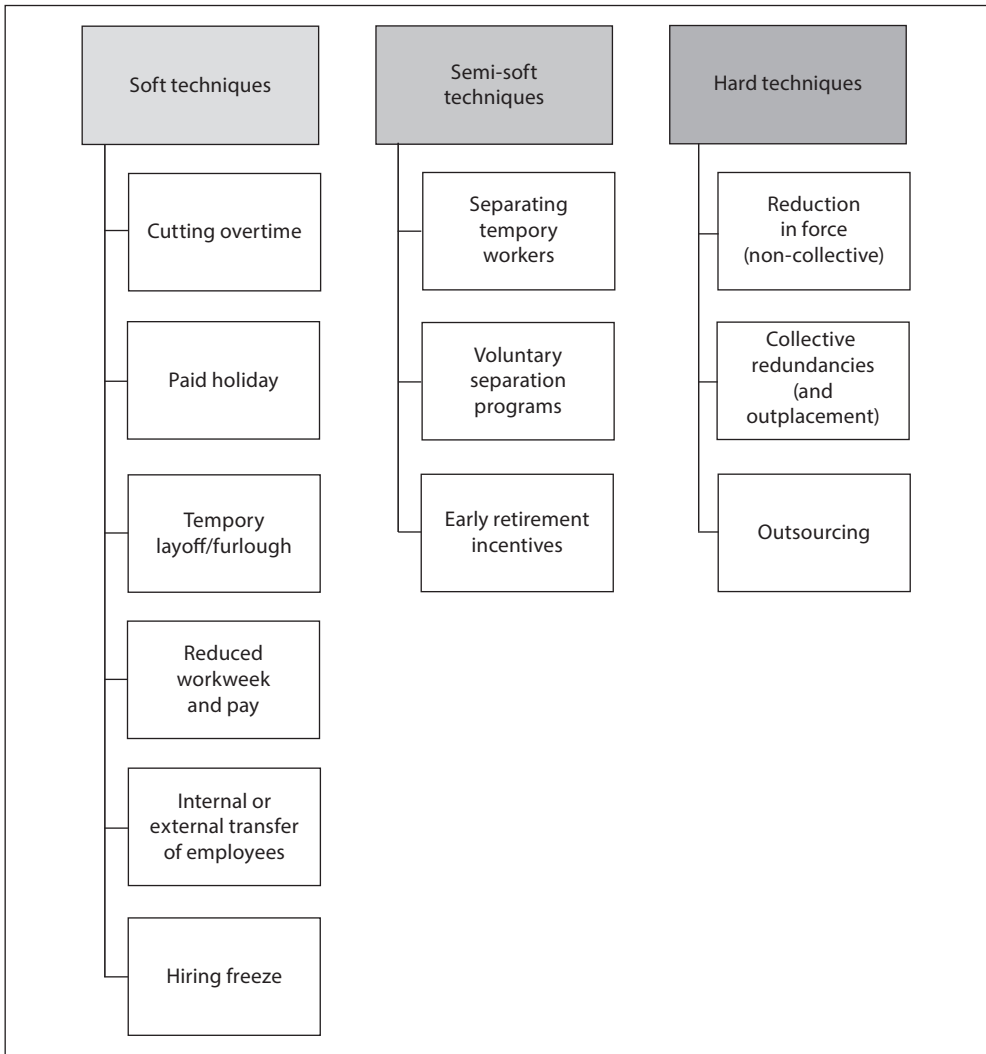 Soft techniques
Cutting overtime
Paid holiday
Tempory
layoff/furlough
Reduced
workweek
and pay
Internal or
external transfer
of employees
Hiring freeze
Semi-soft
techniques
Separating
tempory
workers
Voluntary
separation
programs
Early retirement
incentives
Hard techniques
Reduction
in force
(non-collective)
Collective
redundancies
(and
outplacement)
Outsourcing